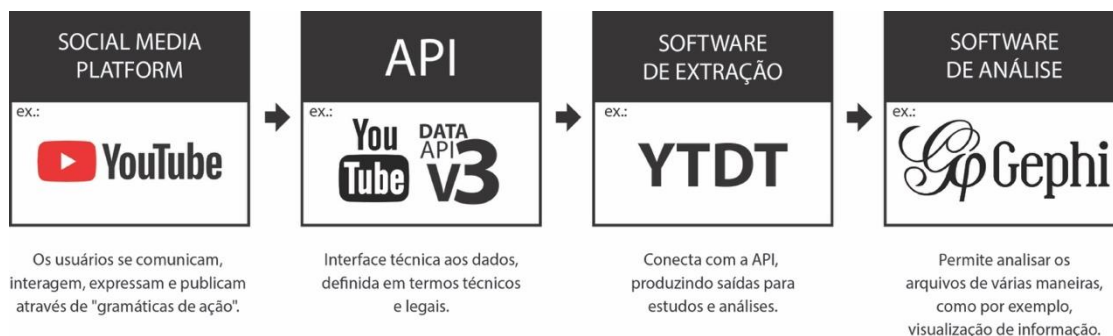 SOCIAL MEDIA
PLATFORM
ex.:
YouTube
Os usuários se comunicam,
interagem, expressam e publicam
através de "gramáticas de ação".
API
ex.:
You
Tube
DATA
API
v3
Interface técnica aos dados,
definida em termos técnicos
e legais.
SOFTWARE
DE EXTRAÇÃO
ex.:
YTDT
Conecta com a API,
produzindo saídas para
estudos e análises.
SOFTWARE
DE ANÁLISE
ex.:
Gephi
Permite analisar os
arquivos de várias maneiras,
como por exemplo,
visualização de informação.